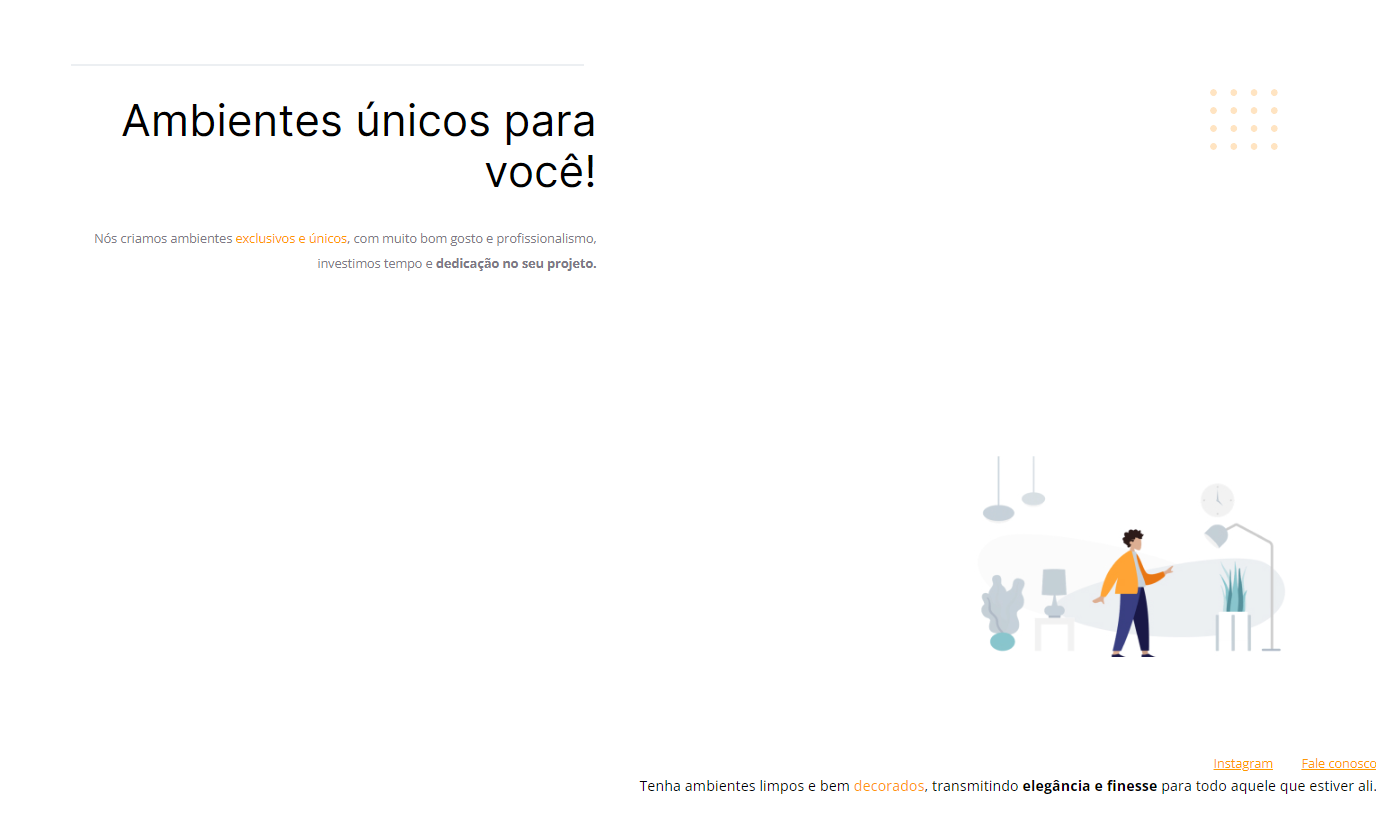 Ambientes únicos para
você!
Nós criamos ambientes exclusivos e únicos, com muito bom gosto e profissionalismo,
investimos tempo e dedicação no seu projeto.
Instagram Fale conosco
Tenha ambientes limpos e bem decorados, transmitindo elegância e finesse para todo aquele que estiver ali.